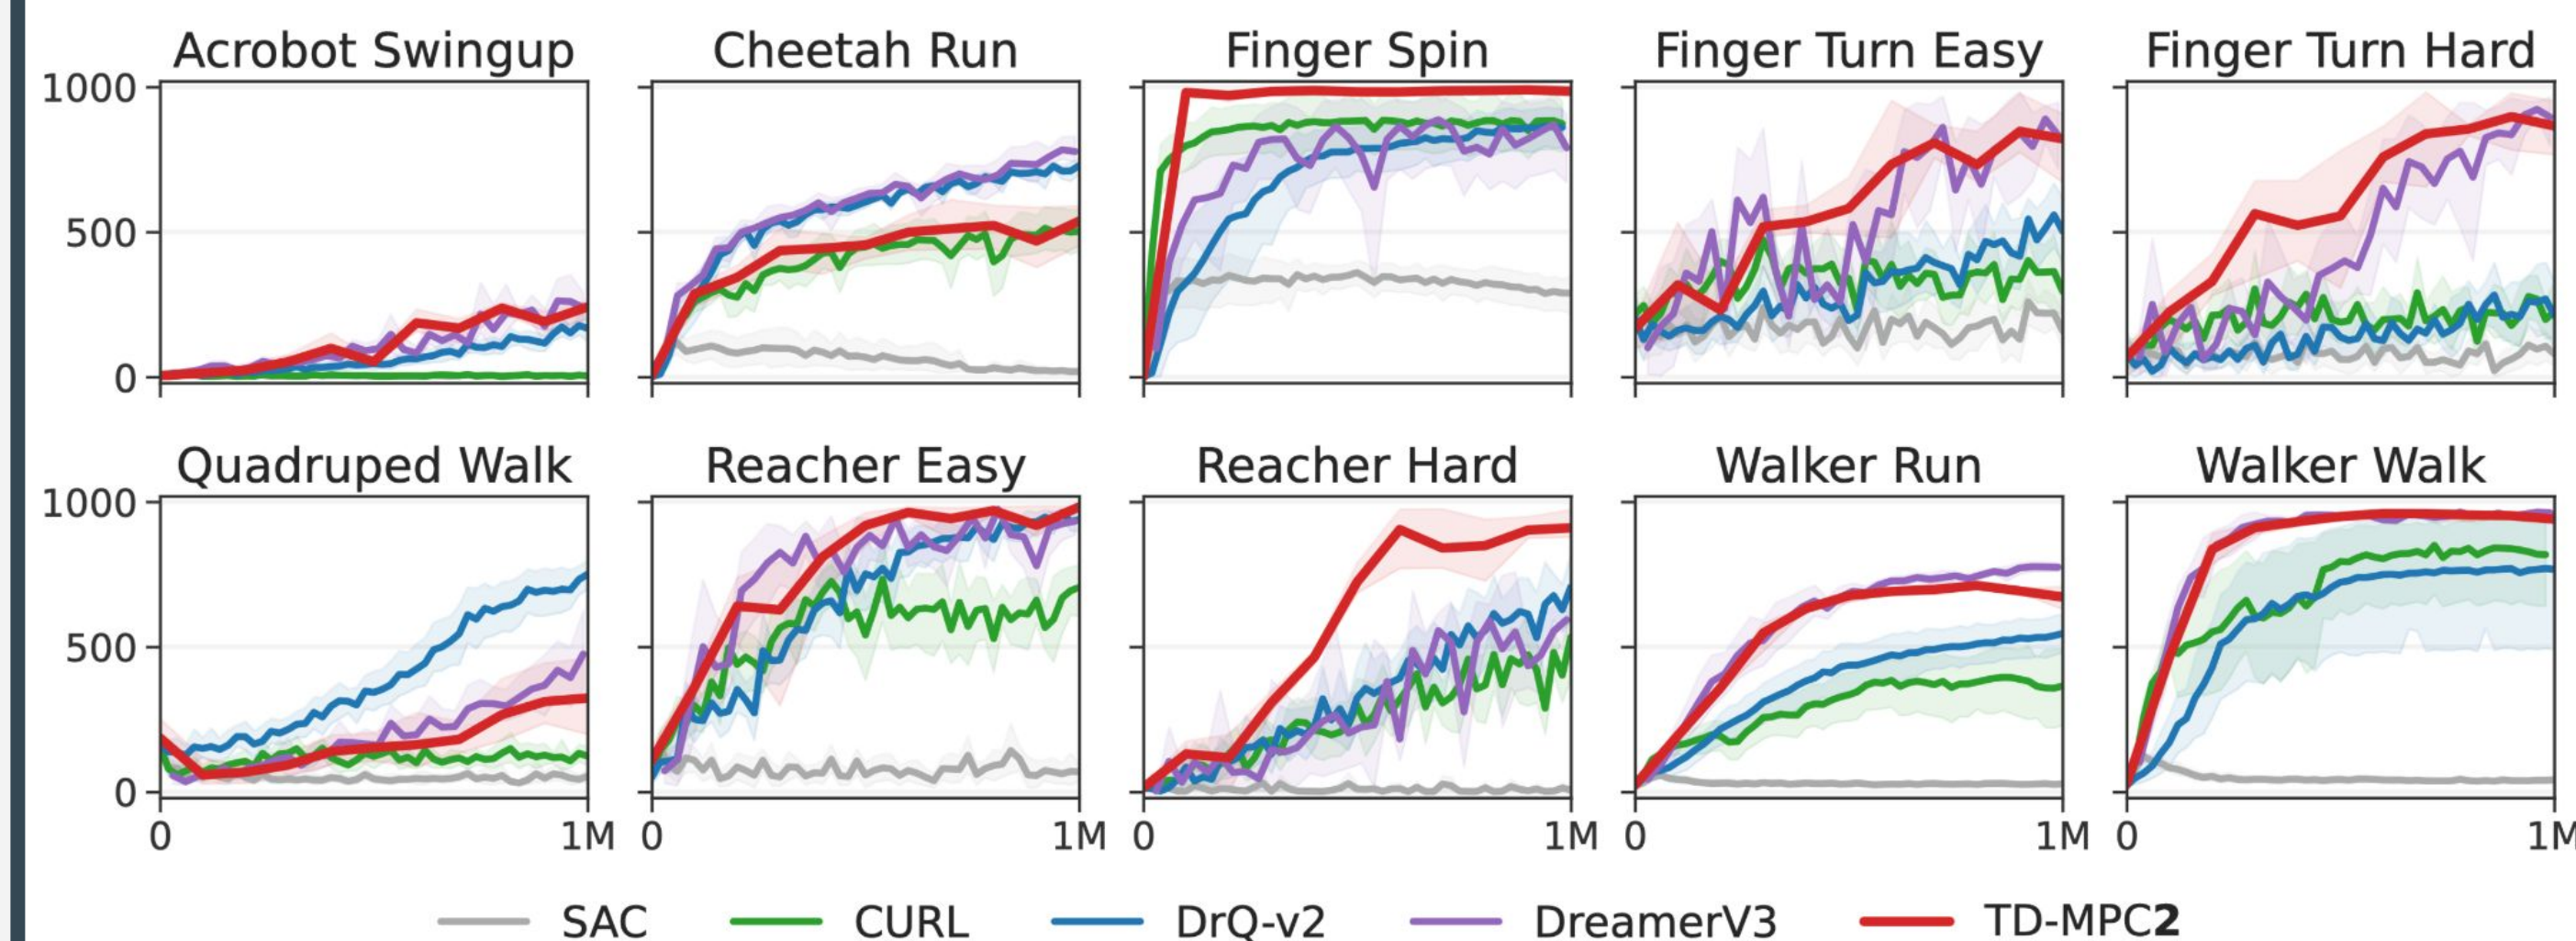 Acrobot Swingup Cheetah Run Finger Spin Finger Turn Easy Finger Turn Hard
1000
500
0
Quadruped Walk Reacher Easy Reacher Hard Walker Run Walker Walk
1000
500
0
0 1M 0 1M 0 1M 0 1M 0 1M
SAC CURL DrQ-v2 DreamerV3 TD-MPC2